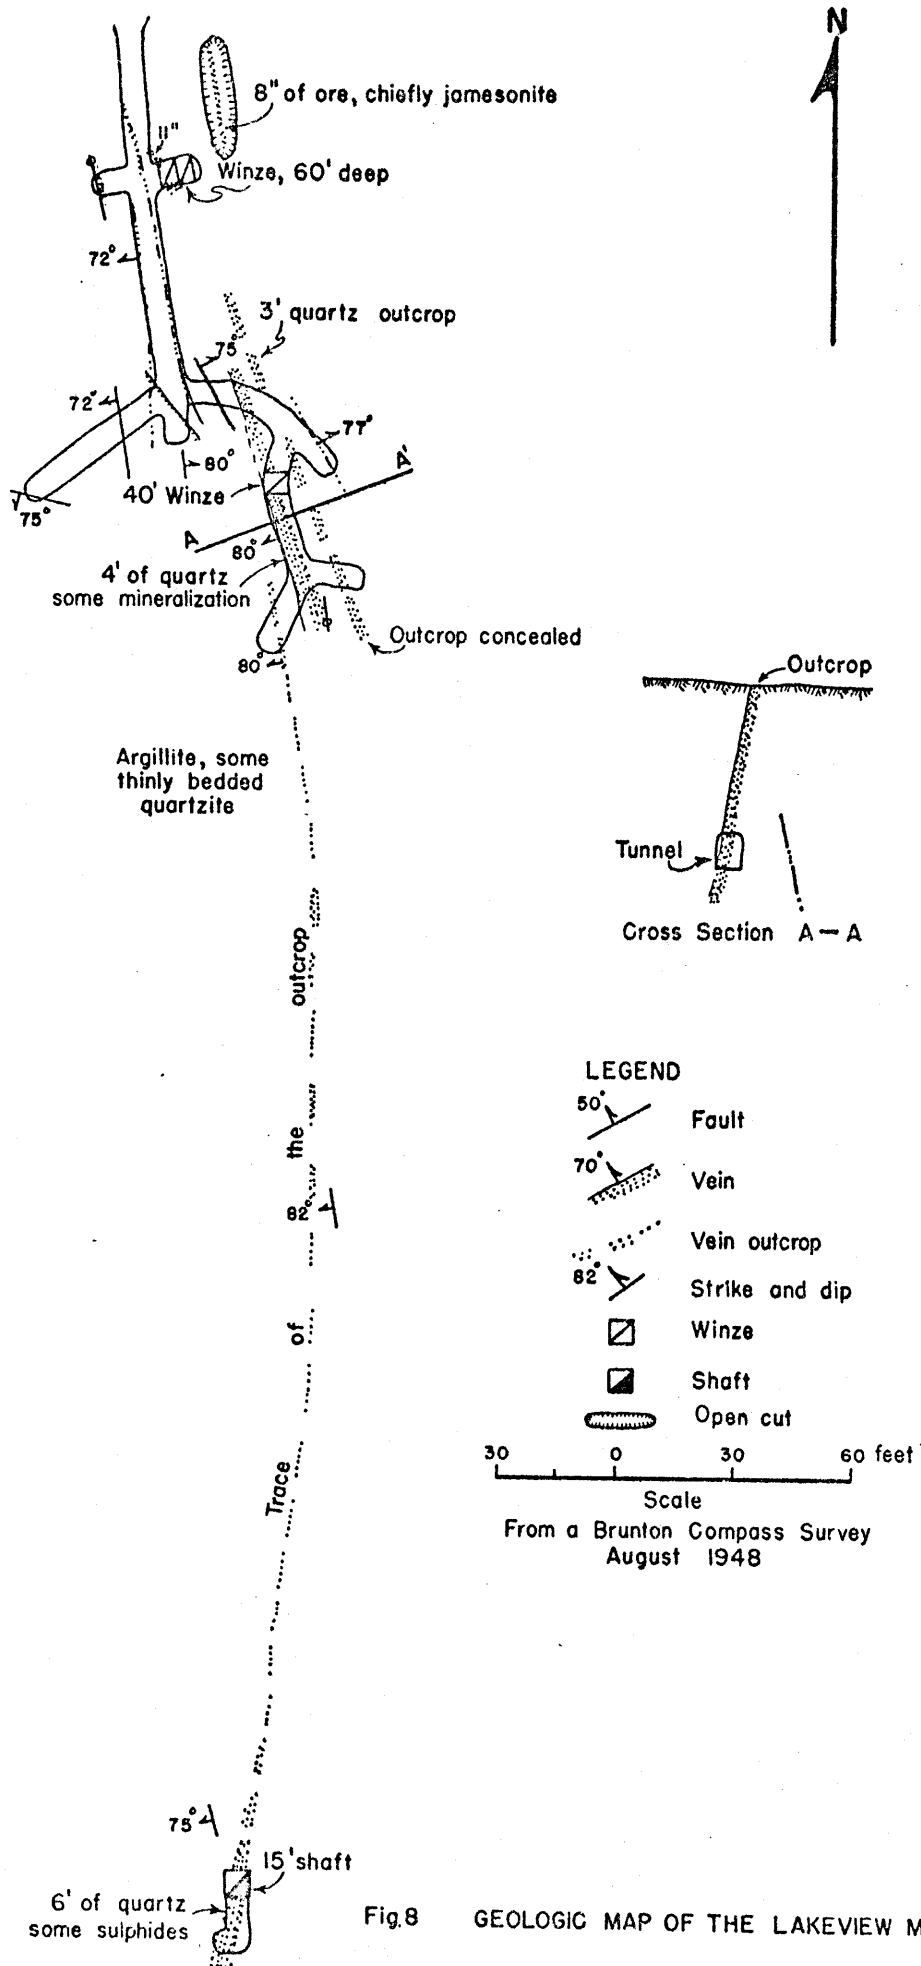 N
8" of ore, chiefly jamesonite
11"
Winze, 60' deep
72°
3' quartz outcrop
75°
72°
77°
80°
A'
40' Winze
75°
A
80°
4' of quartz
some mineralization
Outcrop concealed
80°
Outcrop
Argillite, some
thinly bedded
quartzite
Tunnel
Cross Section A-A
Trace of the outcrop
82°
LEGEND
50°
Fault
70°
Vein
Vein outcrop
82°
Strike and dip
Winze
Shaft
Open cut
30 0 30 60 feet
Scale
From a Brunton Compass Survey
August 1948
75°
15' shaft
6' of quartz
some sulphides
Fig.8 GEOLOGIC MAP OF THE LAKEVIEW M